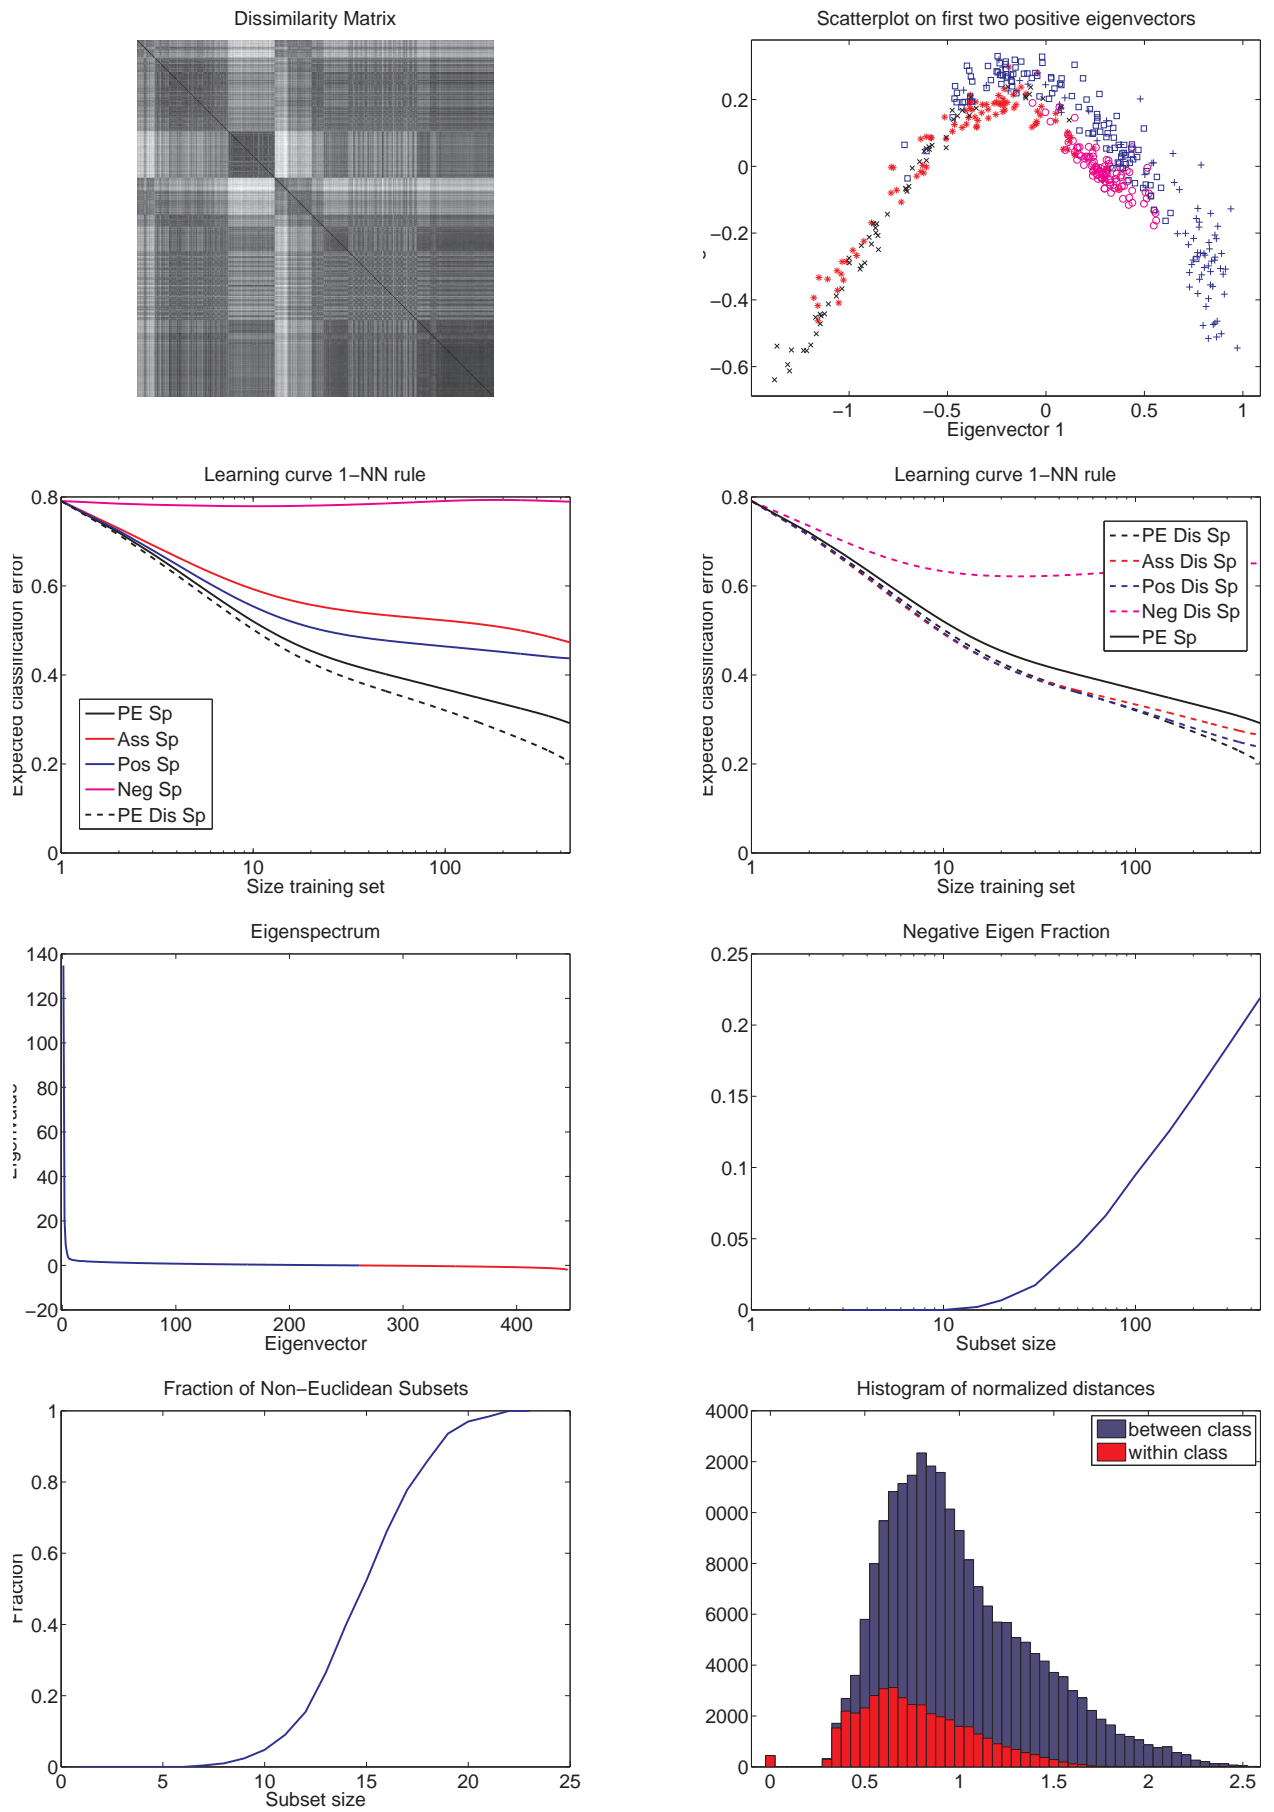 Dissimilarity Matrix
Scatterplot on first two positive eigenvectors
0.2
0
−0.2
−0.4
−0.6
−1
−0.5
0
0.5
1
Eigenvector 1
Learning curve 1−NN rule
Expected classification error
0.8
0.6
0.4
0.2
0
PE Sp
Ass Sp
Pos Sp
Neg Sp
PE Dis Sp
1
10
100
Size training set
Learning curve 1−NN rule
Expected classification error
0.8
0.6
0.4
0.2
0
PE Dis Sp
Ass Dis Sp
Pos Dis Sp
Neg Dis Sp
PE Sp
1
10
100
Size training set
Eigenspectrum
140
120
100
80
60
40
20
0
−20
0
100
200
300
400
Eigenvector
Negative Eigen Fraction
0.25
0.2
0.15
0.1
0.05
0
1
10
100
Subset size
Fraction of Non−Euclidean Subsets
Fraction
1
0.8
0.6
0.4
0.2
0
0
5
10
15
20
25
Subset size
Histogram of normalized distances
4000
2000
0000
8000
6000
4000
2000
0
between class
within class
0
0.5
1
1.5
2
2.5